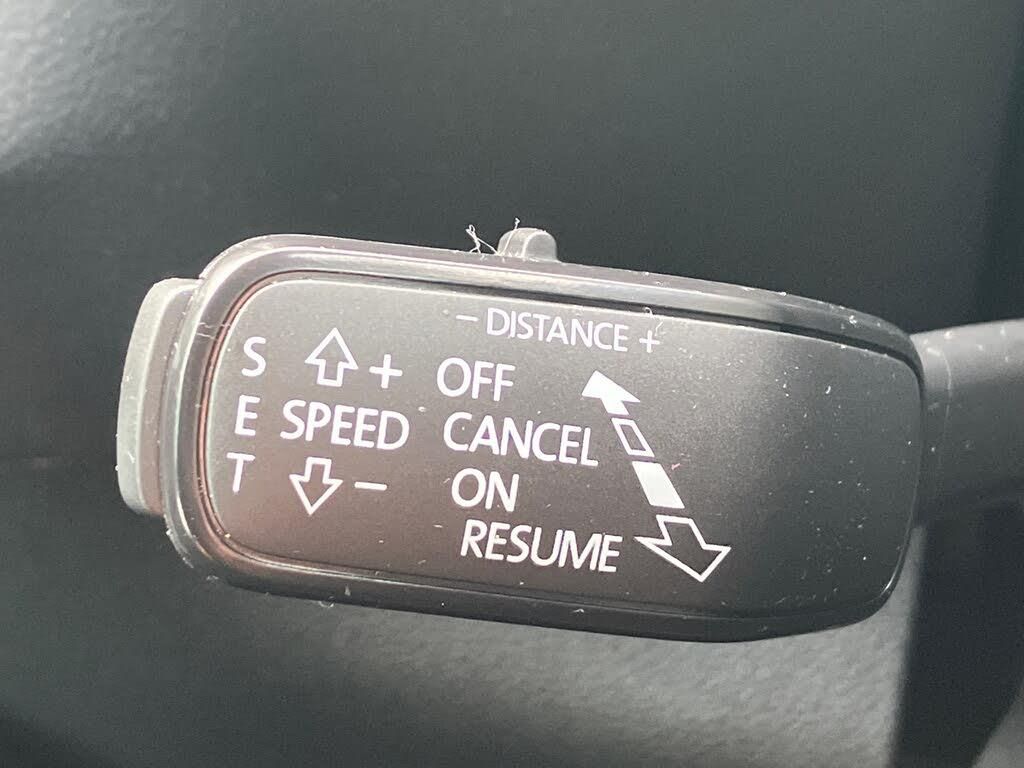 - DISTANCE +
S + OFF
E SPEED CANCEL
T - ON
RESUME